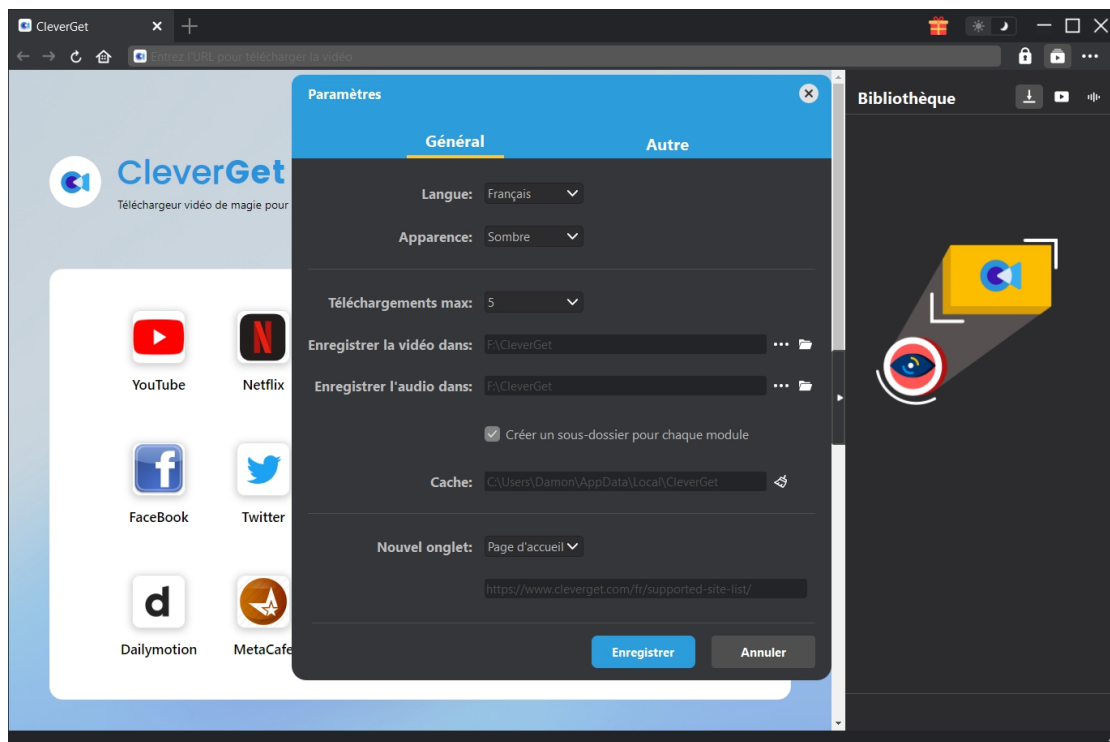 CleverGet
Entrez l'URL pour télécharger la vidéo
Paramètres
Bibliothèque
Général
Autre
CleverGet
Téléchargeur vidéo de magie pour
Langue:
Français
Apparence:
Sombre
Téléchargements max:
5
Enregistrer la vidéo dans:
F:\CleverGet
Enregistrer l'audio dans:
F:\CleverGet
Créer un sous-dossier pour chaque module
Cache:
C:\Users\Damon\AppData\Local\CleverGet
Nouvel onglet:
Page d'accueil
https://www.cleverget.com/fr/supported-site-list/
Enregistrer
Annuler
YouTube
Netflix
FaceBook
Twitter
Dailymotion
MetaCafe